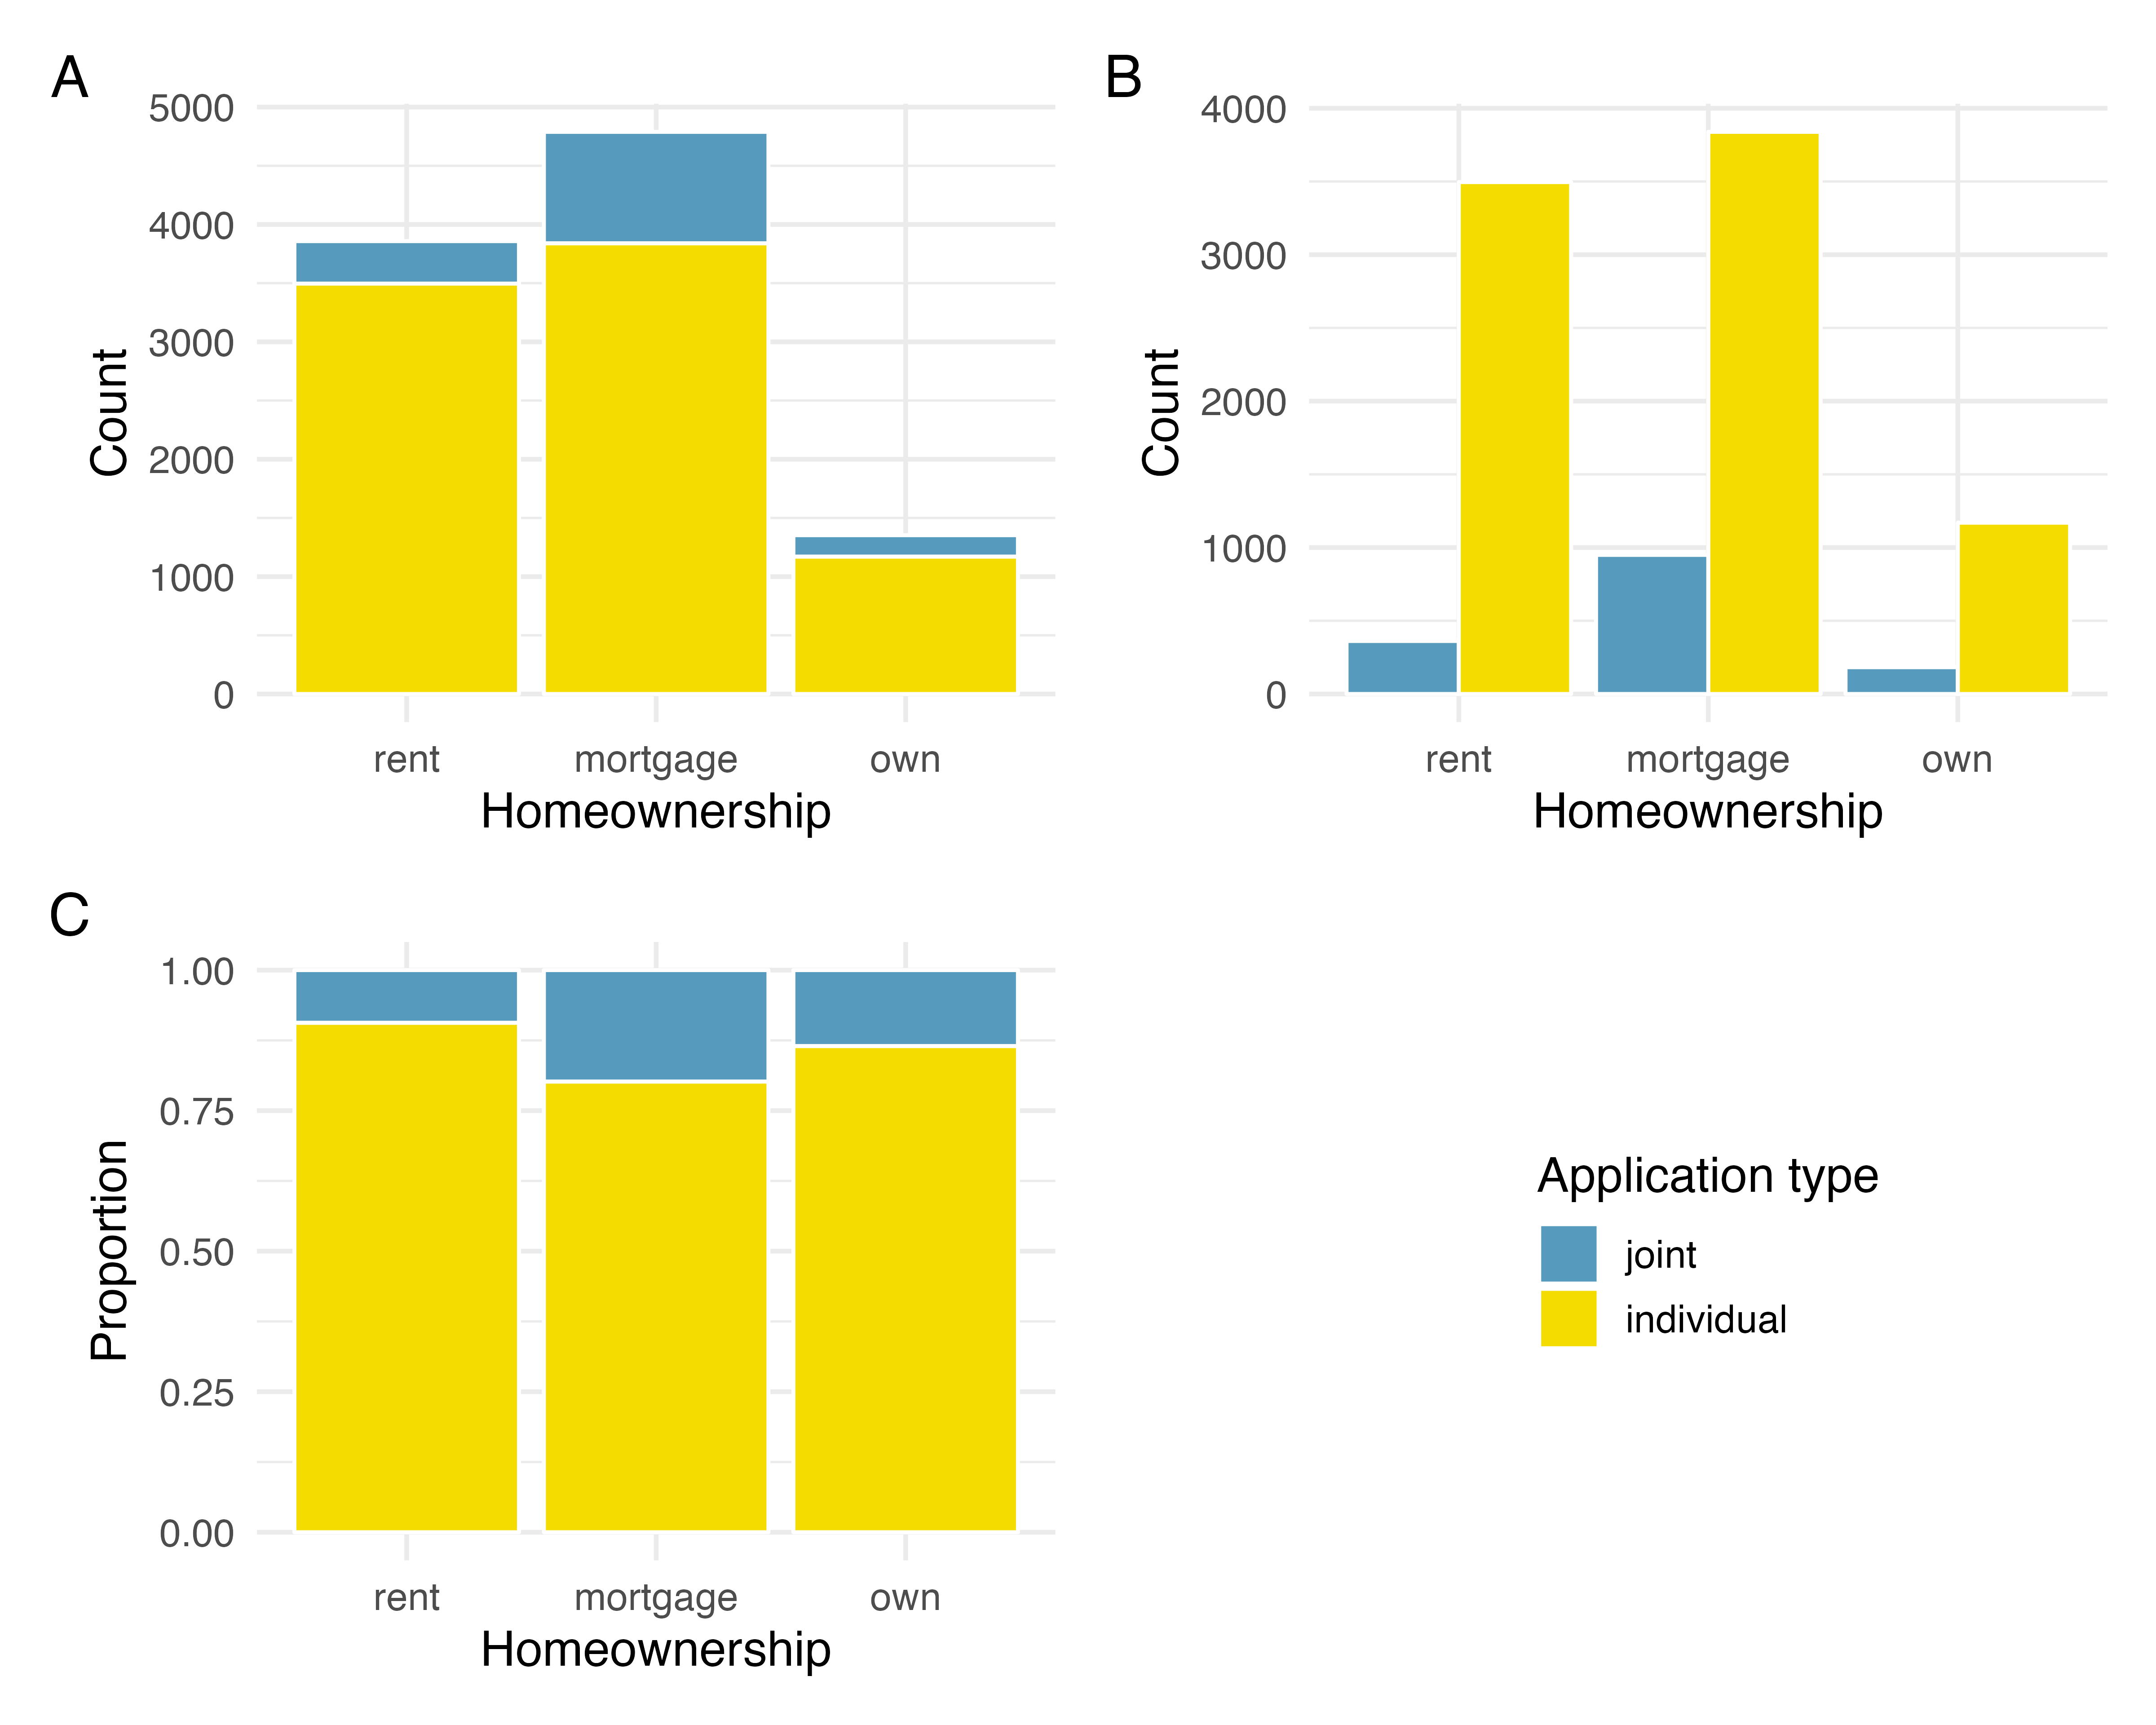 A
5000
4000
3000
2000
1000
0
Count
rent mortgage own
Homeownership
B
4000
3000
2000
1000
0
Count
rent mortgage own
Homeownership
C
1.00
0.75
0.50
0.25
0.00
Proportion
rent mortgage own
Homeownership
Application type
joint
individual